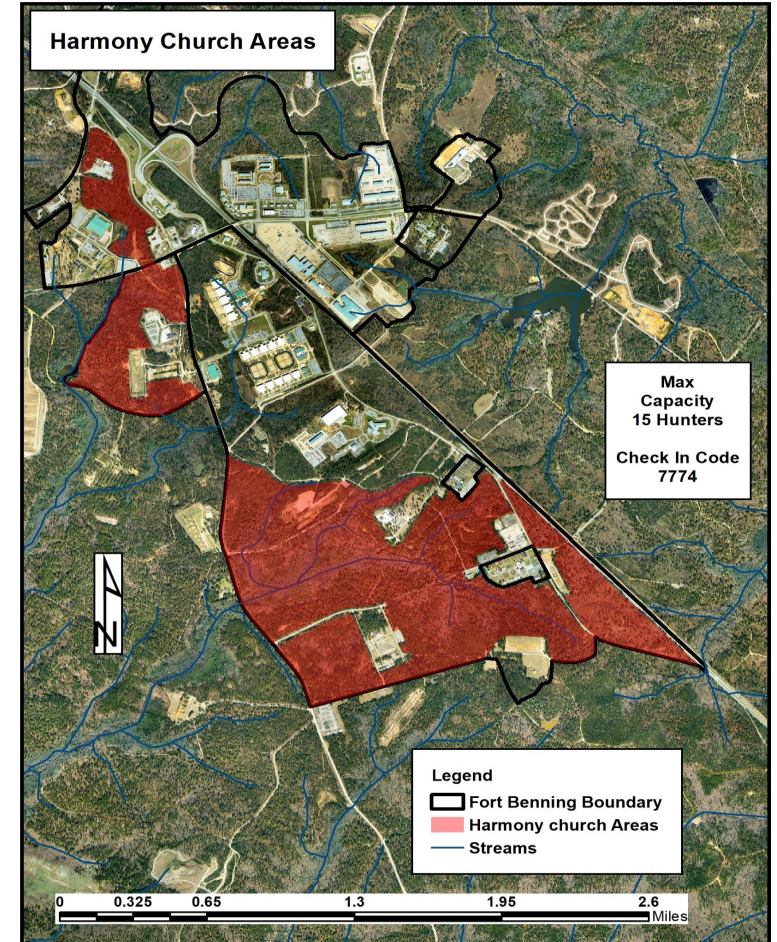 Harmony Church Areas
Max
Capacity
15 Hunters
Check In Code
7774
N
Legend
Fort Benning Boundary
Harmony church Areas
Streams
0 0.325 0.65 1.3 1.95 2.6
Miles